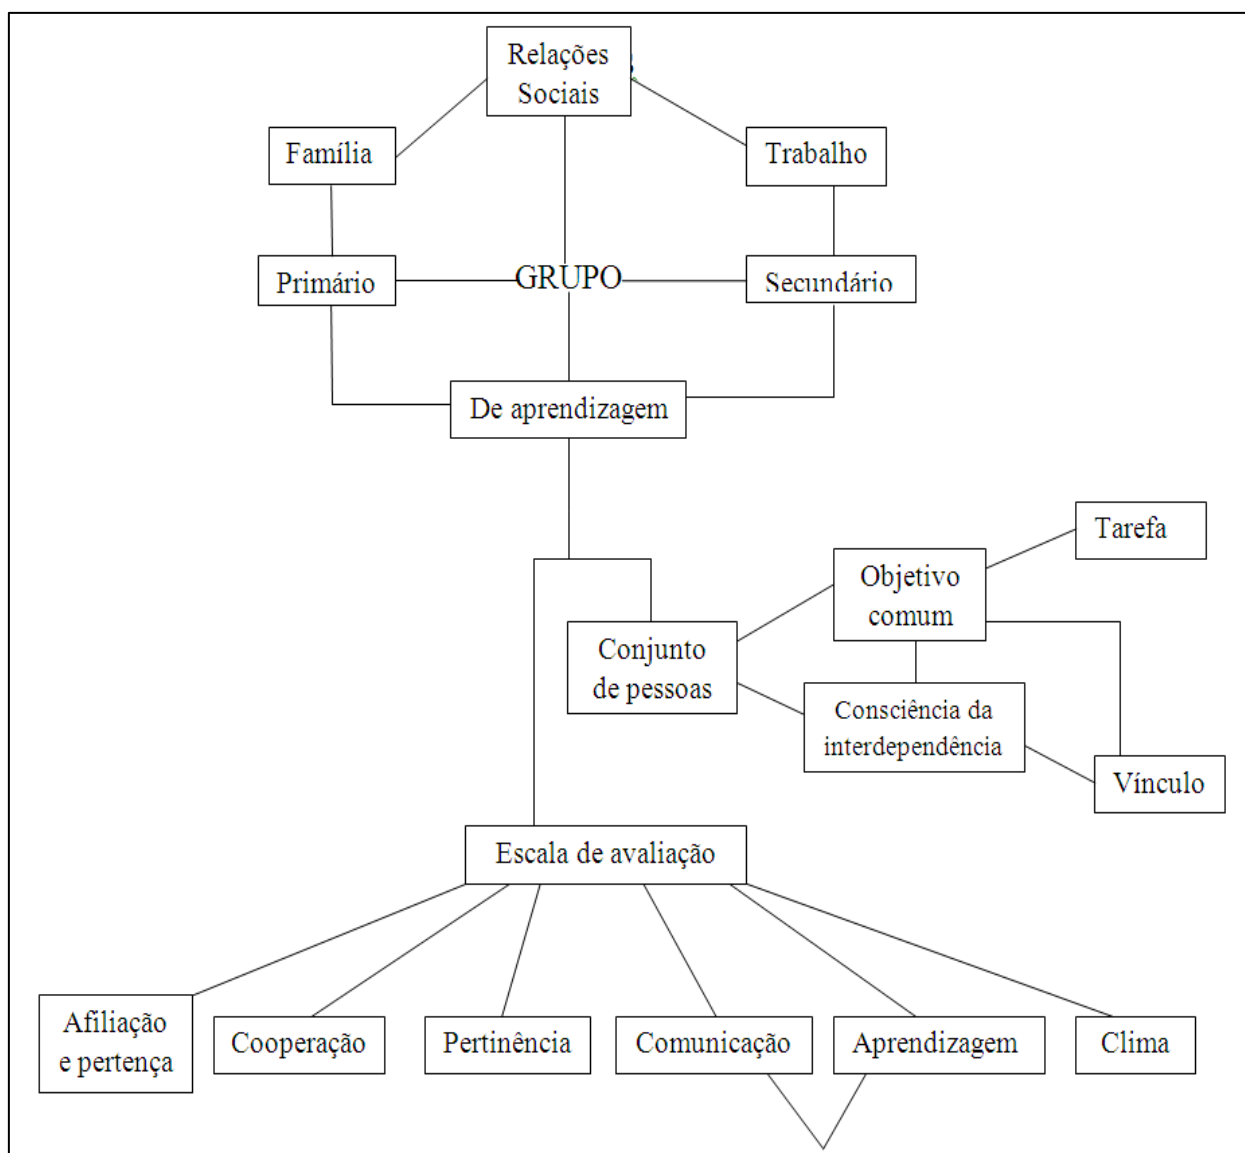 Relações
Sociais
Família
Trabalho
Primário
GRUPO
Secundário
De aprendizagem
Tarefa
Objetivo
comum
Conjunto
de pessoas
Consciência da
interdependência
Vínculo
Escala de avaliação
Afiliação
e pertença
Cooperação
Pertinência
Comunicação
Aprendizagem
Clima